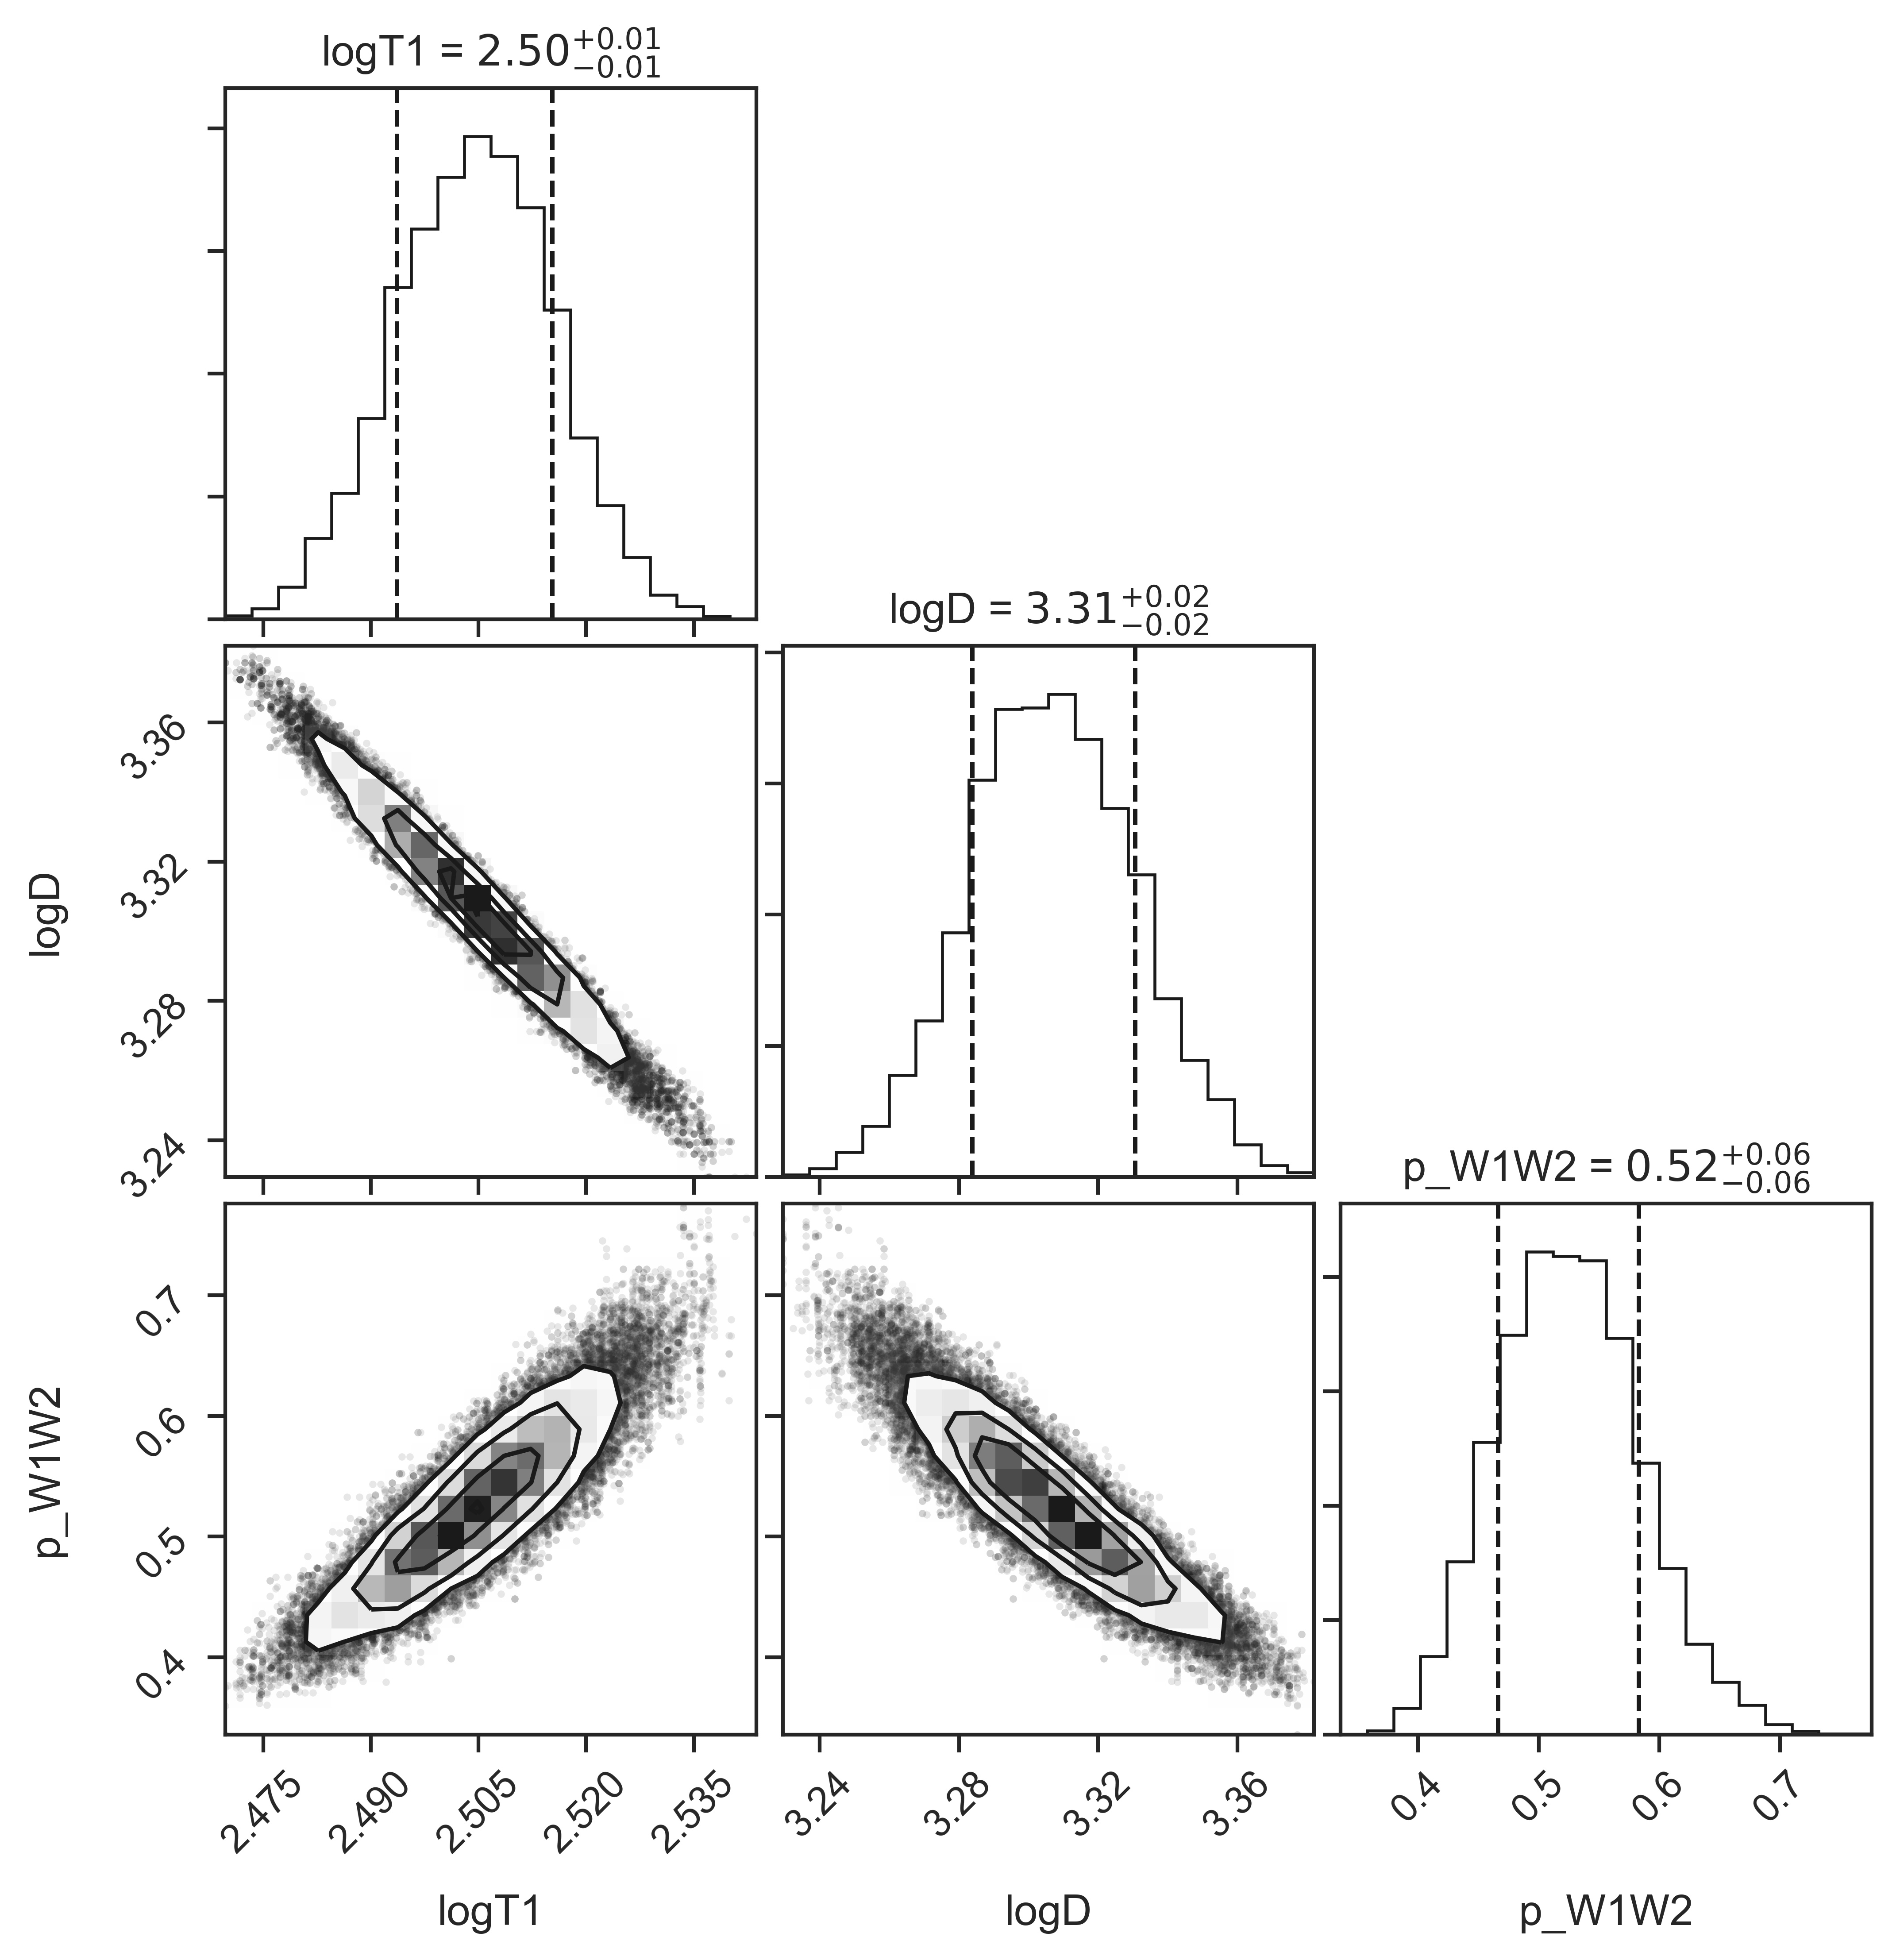 logT1 = 2.50+0.01−0.01
logD = 3.31+0.02−0.02
p_W1W2 = 0.52+0.06−0.06
logD
3.36
3.32
3.28
3.24
p_W1W2
0.7
0.6
0.5
0.4
2.475 2.490 2.505 2.520 2.535
3.24 3.28 3.32 3.36
0.4 0.5 0.6 0.7
logT1
logD
p_W1W2